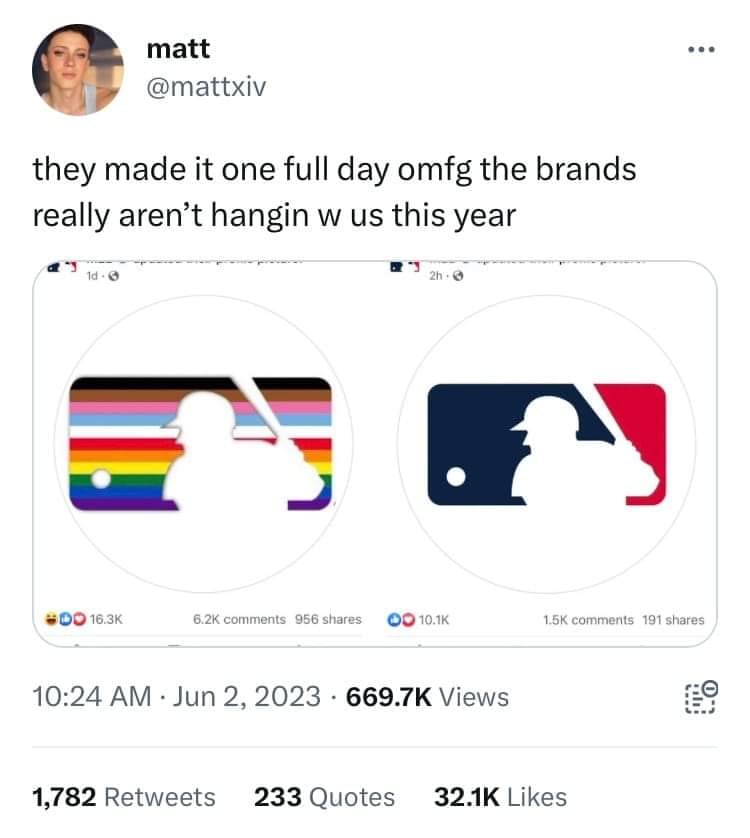 matt
@mattxiv
they made it one full day omfg the brands
really aren’t hangin w us this year
1d ·
2h ·
16.3K 6.2K comments 956 shares
10.1K 1.5K comments 191 shares
10:24 AM · Jun 2, 2023 · 669.7K Views
1,782 Retweets 233 Quotes 32.1K Likes